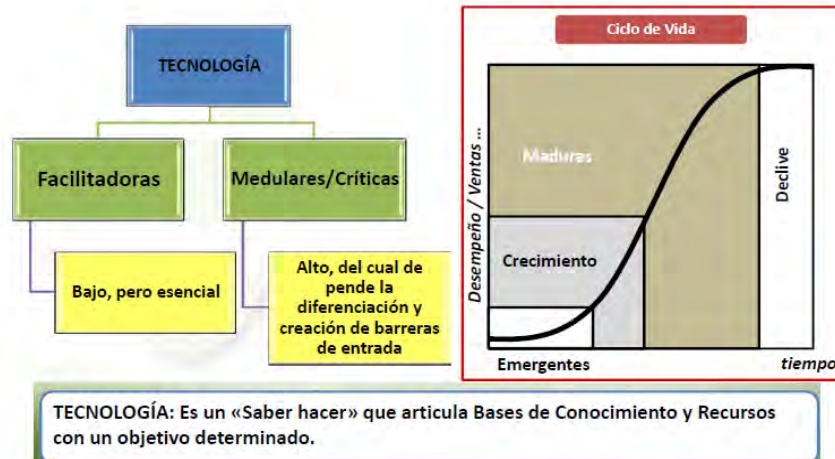 TECNOLOGÍA
Facilitadoras
Medulares/Críticas
Bajo, pero esencial
Alto, del cual de
pende la
diferenciación y
creación de barreras
de entrada
Ciclo de Vida
Desempeño / Ventas ...
Maduras
Crecimiento
Declive
Emergentes
tiempo
TECNOLOGÍA: Es un «Saber hacer» que articula Bases de Conocimiento y Recursos
con un objetivo determinado.